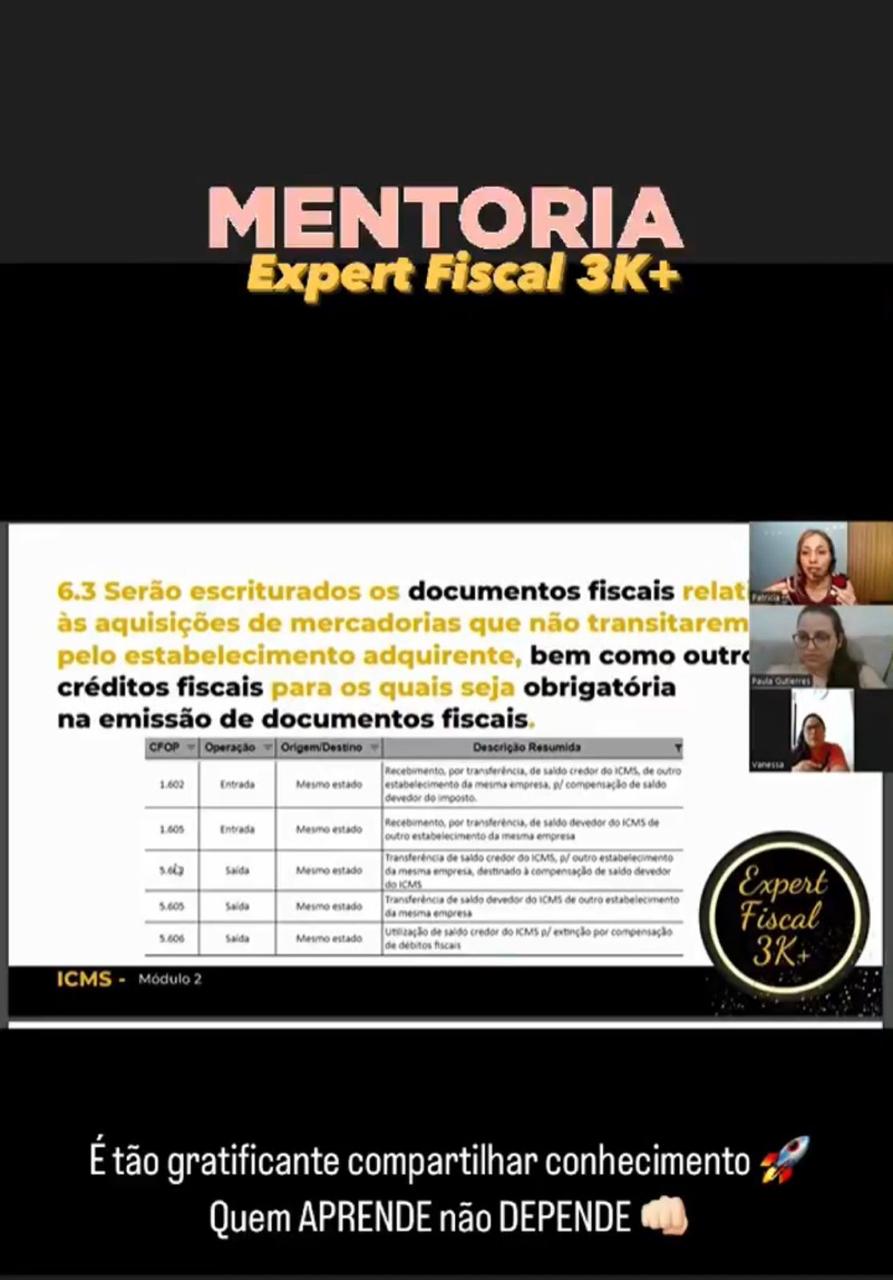 MENTORIA
Expert Fiscal 3K+
6.3 Serão escriturados os documentos fiscais relat
às aquisições de mercadorias que não transitarem
pelo estabelecimento adquirente, bem como outro
créditos fiscais para os quais seja obrigatória
na emissão de documentos fiscais.
Patricia
Paula Gutierres
Vanessa
CFOP Operação Origem/Destino Descrição Resumida
1.602 Entrada Mesmo estado Recebimento, por transferência, de saldo credor do ICMS, de outro
estabelecimento da mesma empresa, p/ compensação de saldo
devedor do imposto.
1.605 Entrada Mesmo estado Recebimento, por transferência, de saldo devedor do ICMS de
outro estabelecimento da mesma empresa
Saída Mesmo estado Transferência de saldo credor do ICMS, p/ outro estabelecimento
da mesma empresa, destinado à compensação de saldo devedor
do ICMS
5.605 Saída Mesmo estado Transferência de saldo devedor do ICMS de outro estabelecimento
da mesma empresa
5.606 Saída Mesmo estado Utilização de saldo credor do ICMS p/ extinção por compensação
de débitos fiscais
Expert
Fiscal
3K+
ICMS - Módulo 2
É tão gratificante compartilhar conhecimento 🚀
Quem APRENDE não DEPENDE 👊🏻